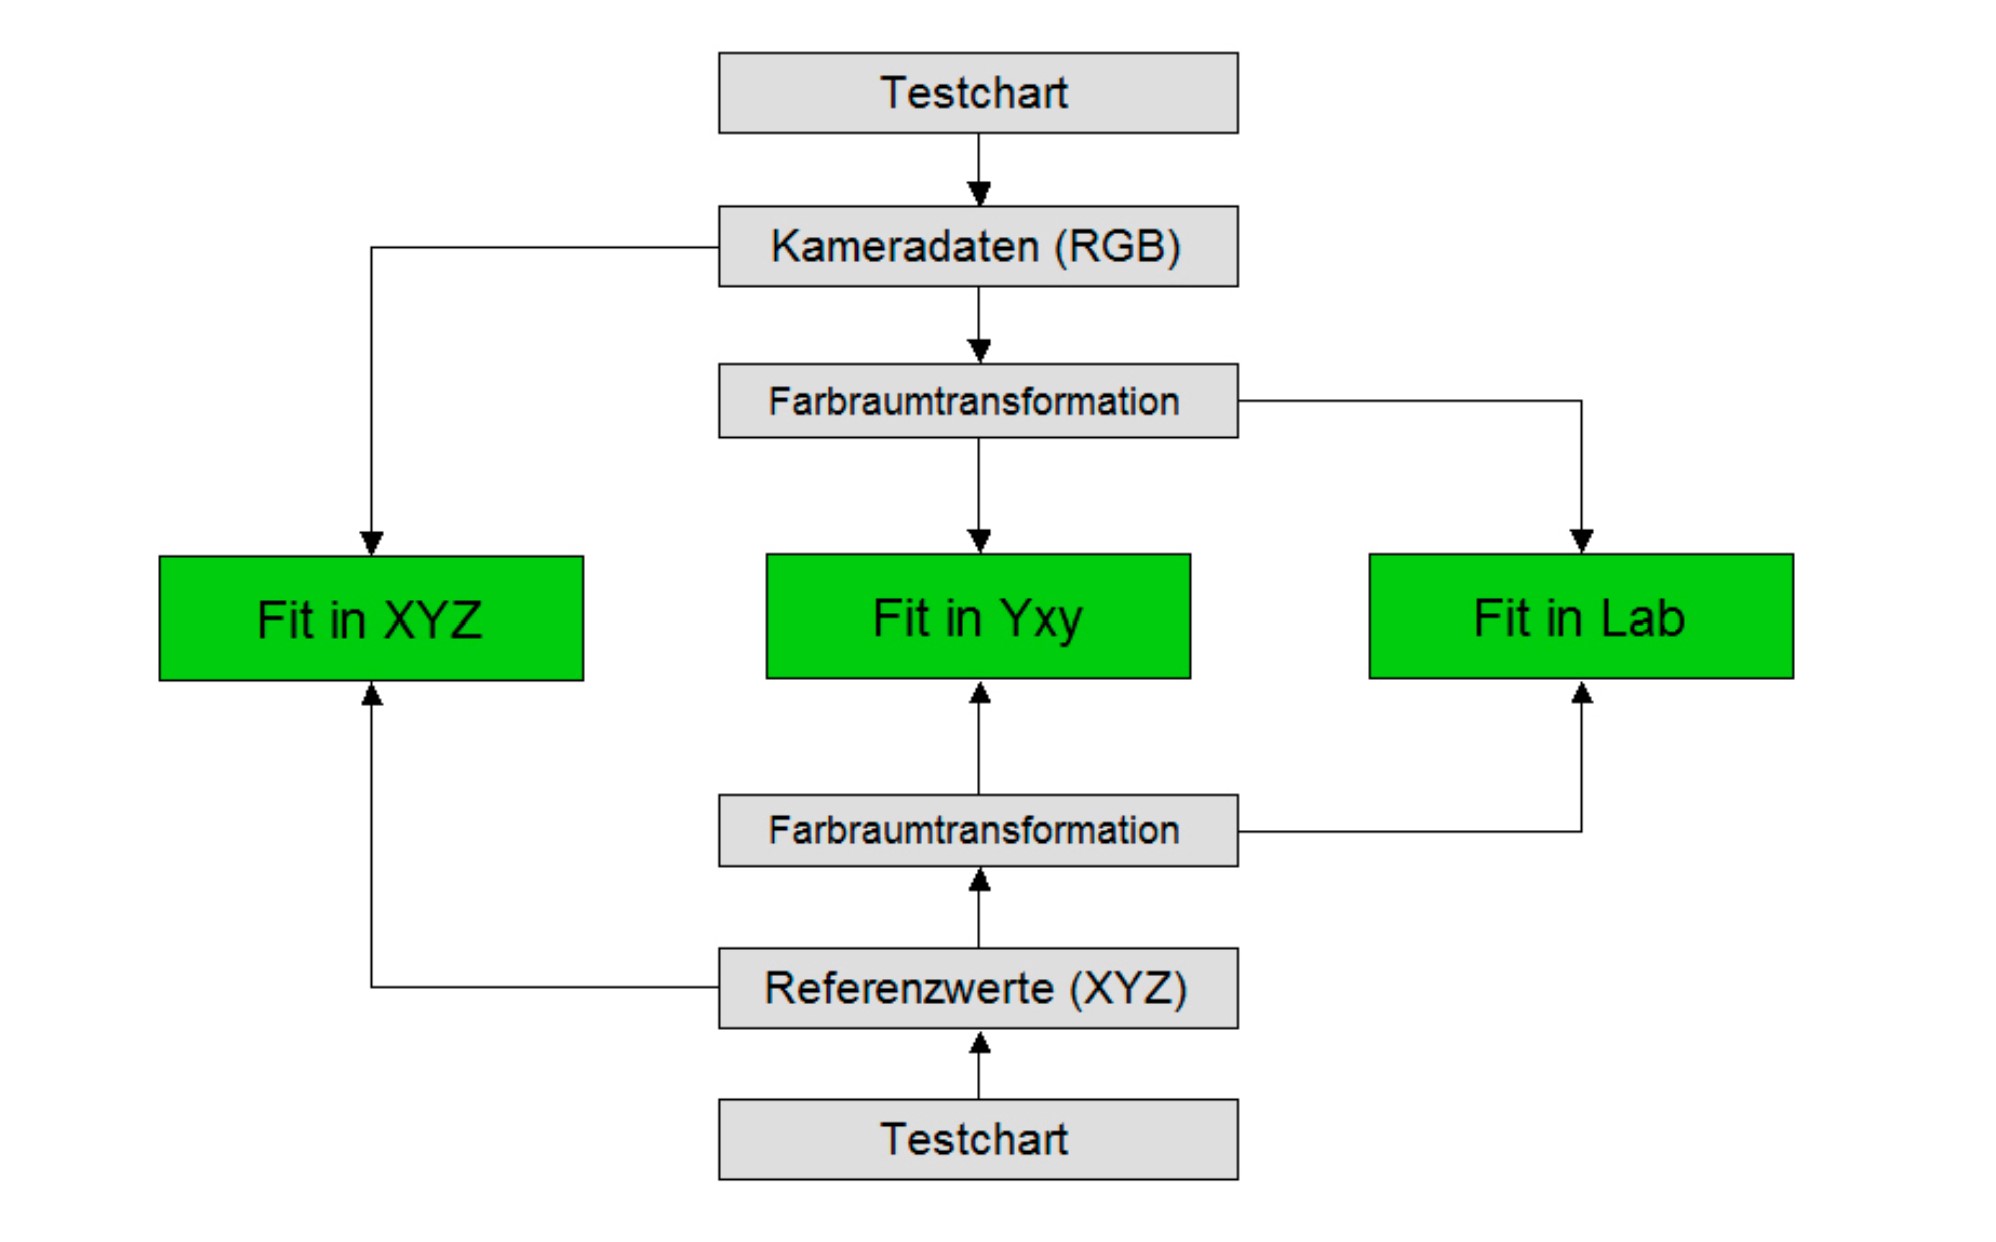 Testchart
Kameradaten (RGB)
Farbraumtransformation
Fit in XYZ
Fit in Yxy
Fit in Lab
Farbraumtransformation
Referenzwerte (XYZ)
Testchart